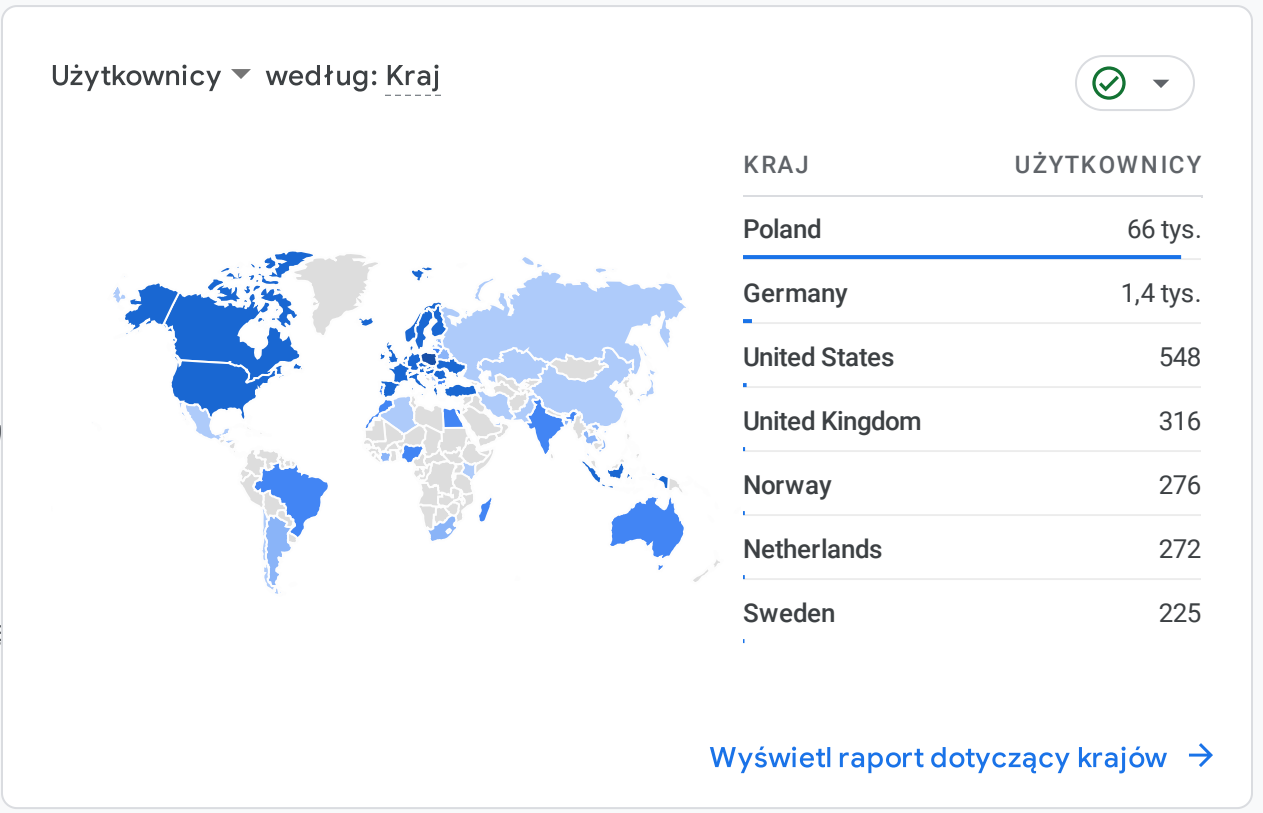 Użytkownicy według: Kraj
KRAJ UŻYTKOWNICY
Poland 66 tys.
Germany 1,4 tys.
United States 548
United Kingdom 316
Norway 276
Netherlands 272
Sweden 225
Wyświetl raport dotyczący krajów